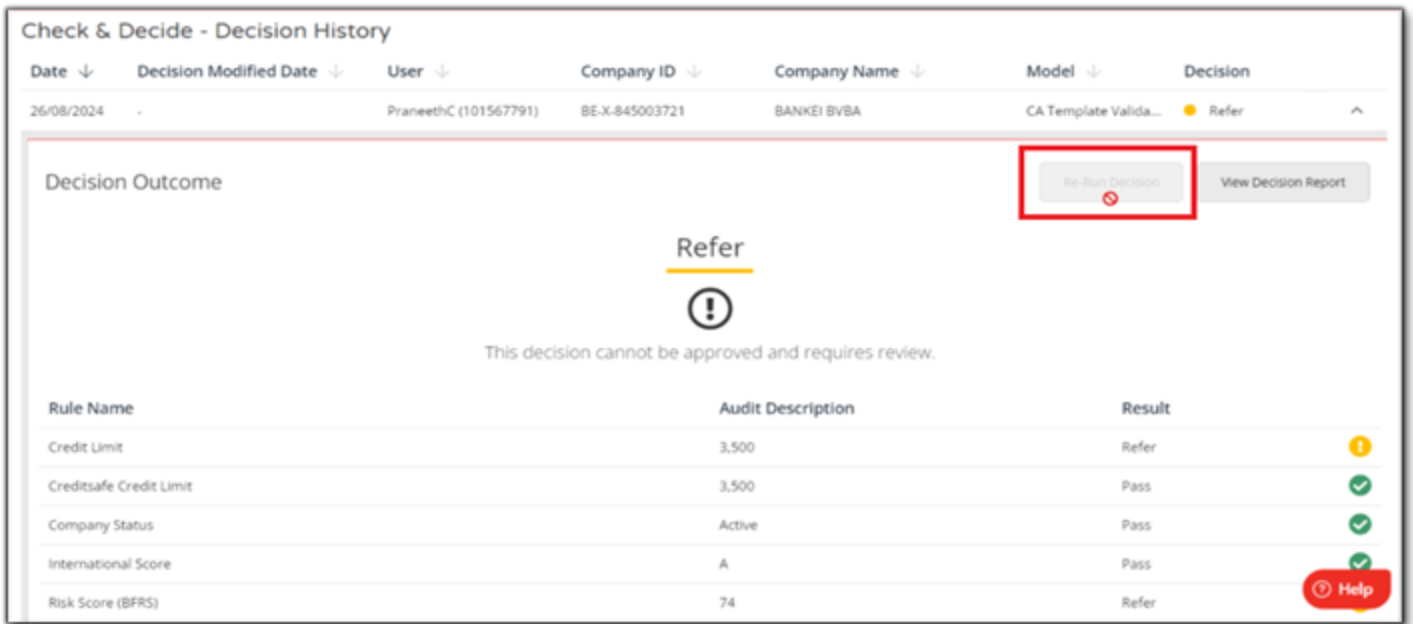 Check & Decide - Decision History
Date ↓ Decision Modified Date ↓ User ↓ Company ID ↓ Company Name ↓ Model ↓ Decision
26/08/2024 - PraneethC (101567791) BE-X-845003721 BANKEI BVBA CA Template Valida... Refer
Decision Outcome Re-Run Decision View Decision Report
Refer
This decision cannot be approved and requires review.
Rule Name Audit Description Result
Credit Limit 3,500 Refer
Creditsafe Credit Limit 3,500 Pass
Company Status Active Pass
International Score A Pass
Risk Score (BFRS) 74 Refer
Help